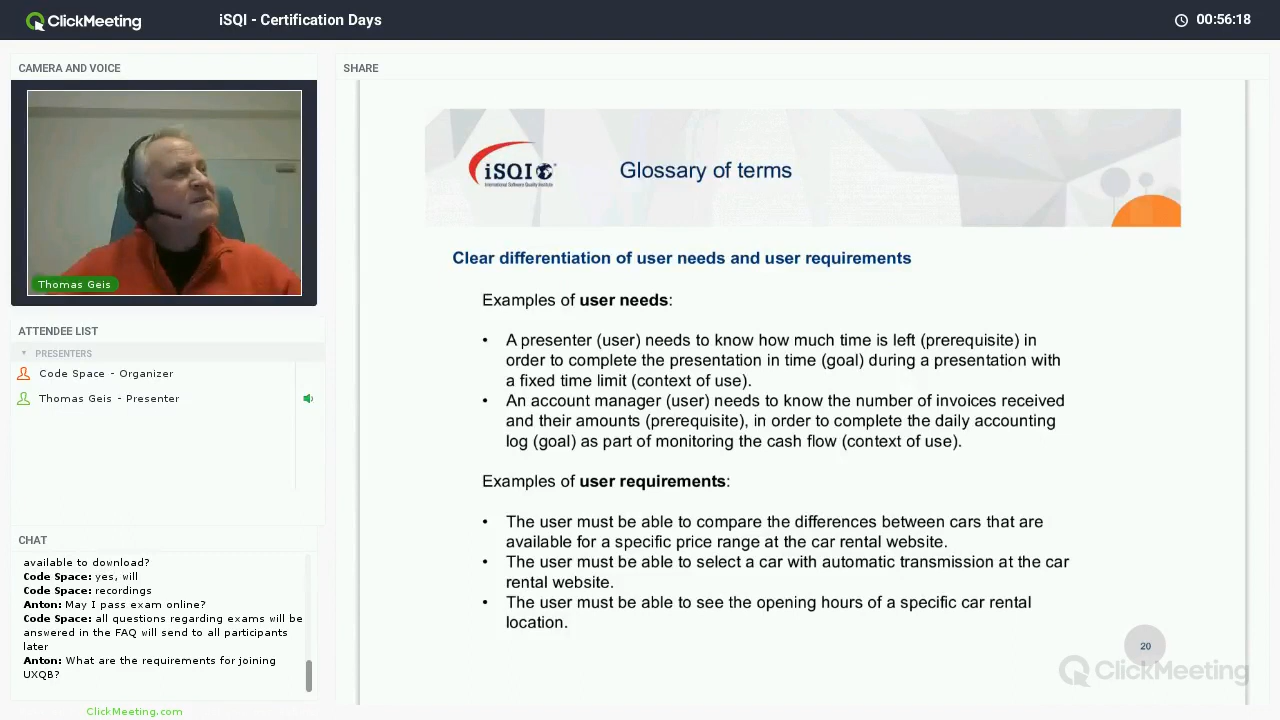 ClickMeeting
iSQI - Certification Days
00:56:18
CAMERA AND VOICE
Thomas Geis
ATTENDEE LIST
PRESENTERS
Code Space - Organizer
Thomas Geis - Presenter
CHAT
available to download?
Code Space: yes, will
Code Space: recordings
Anton: May I pass exam online?
Code Space: all questions regarding exams will be
answered in the FAQ will send to all participants
later
Anton: What are the requirements for joining
UXQB?
ClickMeeting.com
SHARE
iSQI
International Software Quality Institute
Glossary of terms
Clear differentiation of user needs and user requirements
Examples of user needs:
• A presenter (user) needs to know how much time is left (prerequisite) in
order to complete the presentation in time (goal) during a presentation with
a fixed time limit (context of use).
• An account manager (user) needs to know the number of invoices received
and their amounts (prerequisite), in order to complete the daily accounting
log (goal) as part of monitoring the cash flow (context of use).
Examples of user requirements:
• The user must be able to compare the differences between cars that are
available for a specific price range at the car rental website.
• The user must be able to select a car with automatic transmission at the car
rental website.
• The user must be able to see the opening hours of a specific car rental
location.
20
ClickMeeting